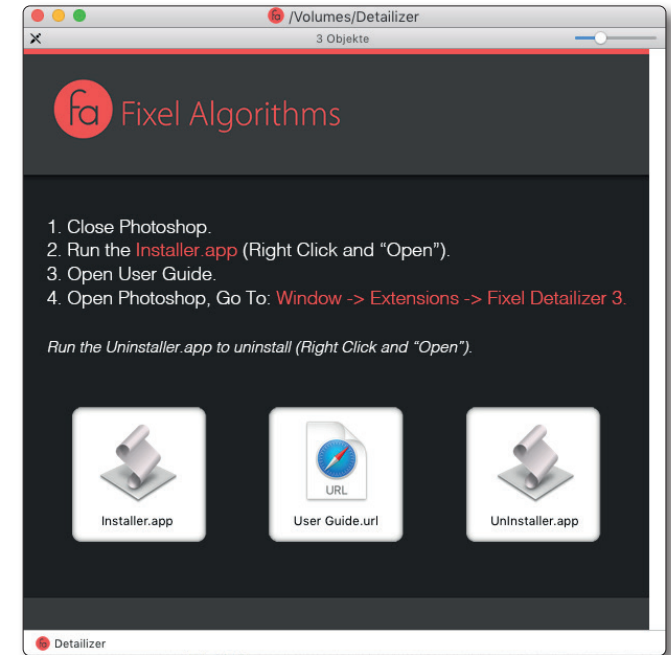 fa /Volumes/Detailizer
3 Objekte
fa Fixel Algorithms
1. Close Photoshop.
2. Run the Installer.app (Right Click and “Open”).
3. Open User Guide.
4. Open Photoshop, Go To: Window -> Extensions -> Fixel Detailizer 3.
Run the Uninstaller.app to uninstall (Right Click and “Open”).
URL
Installer.app User Guide.url UnInstaller.app
fa Detailizer